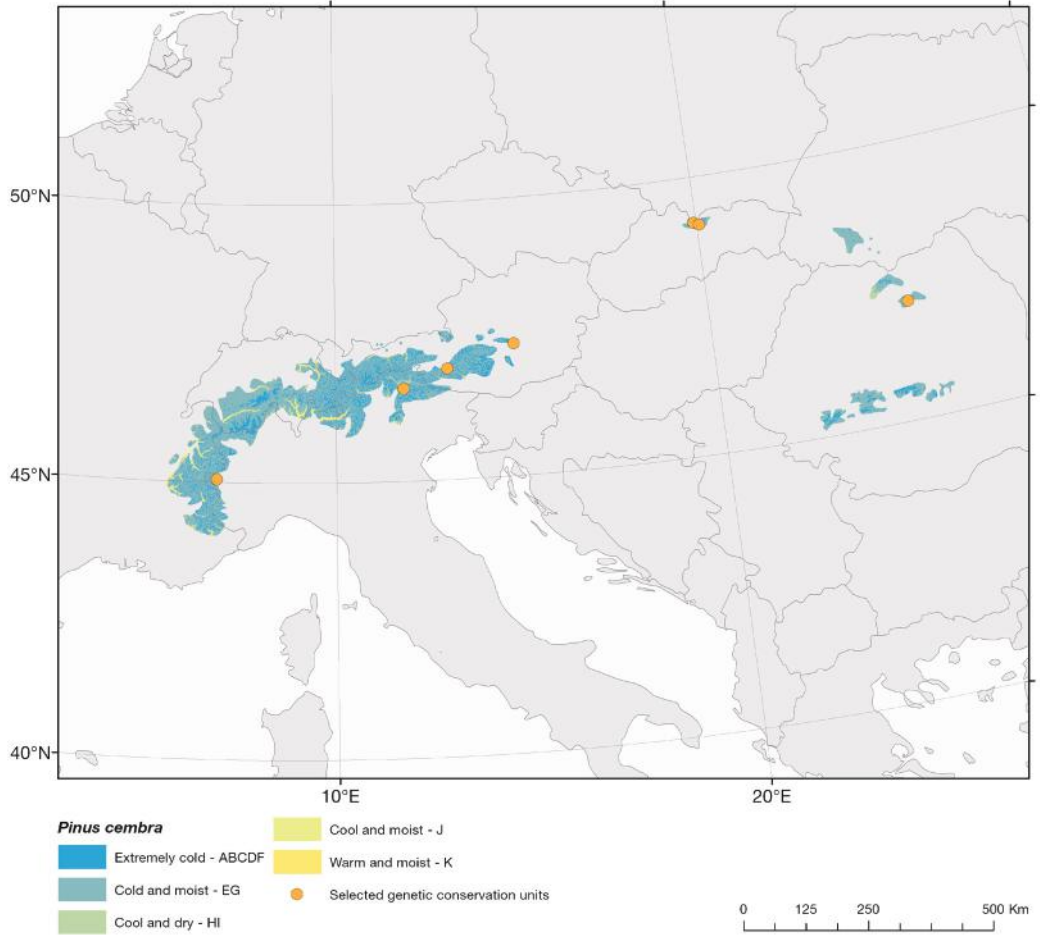 50°N
45°N
40°N
10°E
20°E
Pinus cembra
Extremely cold - ABCDF
Cold and moist - EG
Cool and dry - HI
Cool and moist - J
Warm and moist - K
Selected genetic conservation units
0 125 250 500 Km